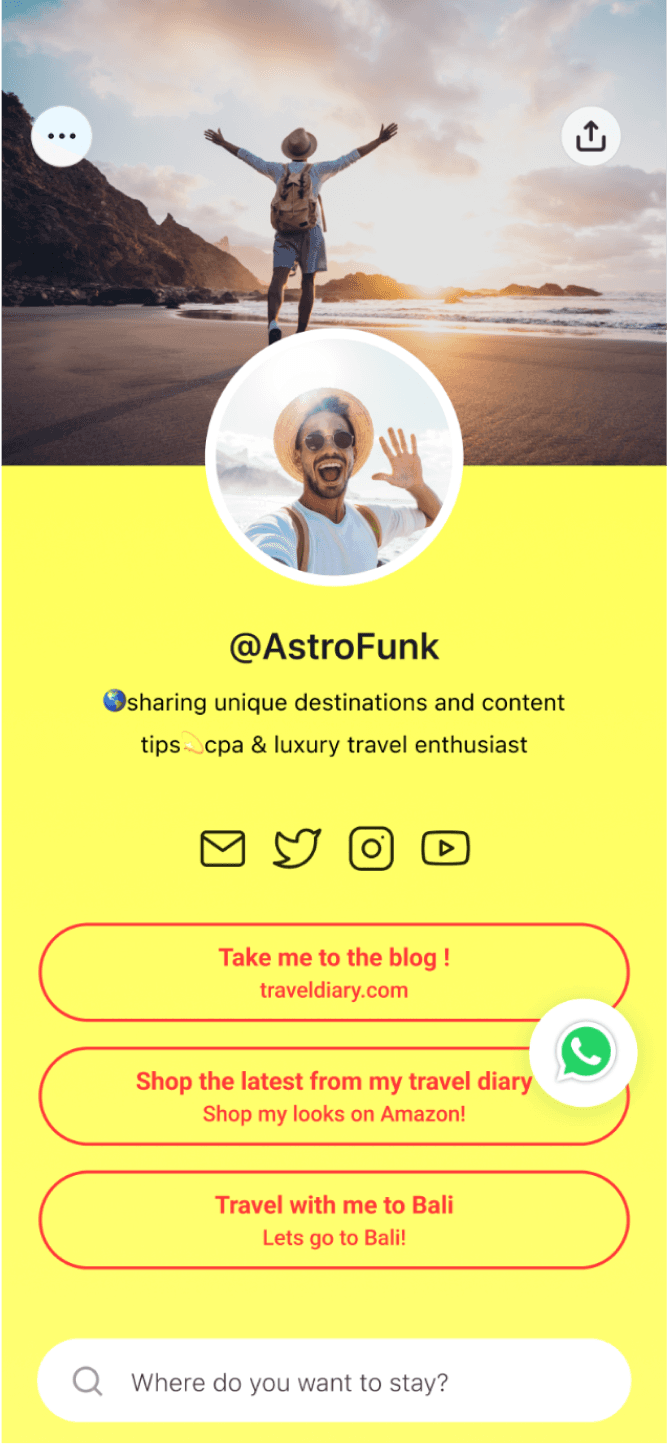 @AstroFunk
🌎sharing unique destinations and content
tips💫cpa & luxury travel enthusiast
Take me to the blog !
traveldiary.com
Shop the latest from my travel diary
Shop my looks on Amazon!
Travel with me to Bali
Lets go to Bali!
Where do you want to stay?